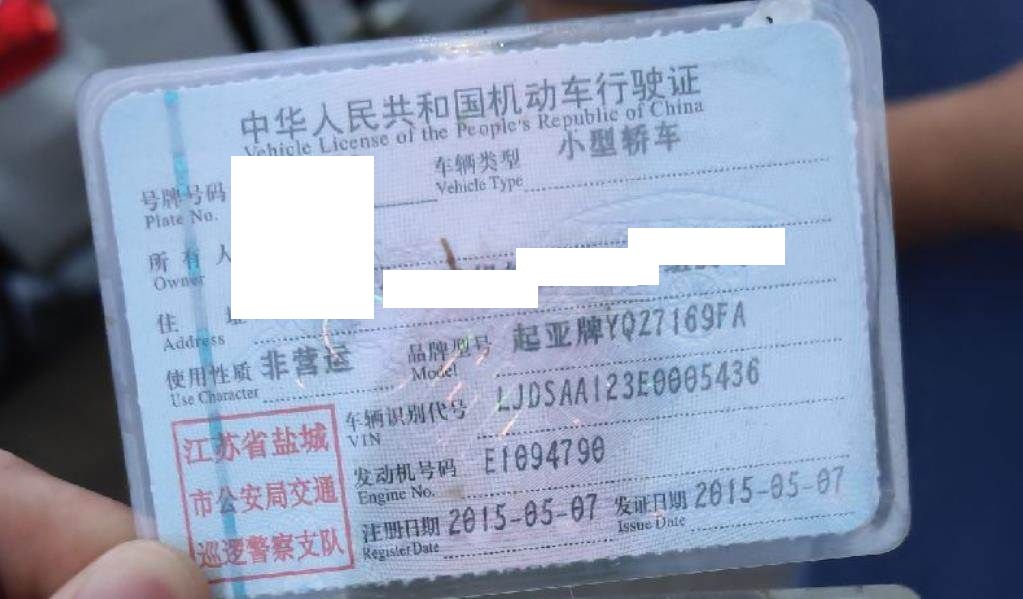 中华人民共和国机动车行驶证
Vehicle License of the People's Republic of China
号牌号码 车辆类型 小型轿车
Plate No. Vehicle Type
所有人
Owner
住 址
Address
使用性质 非营运 品牌型号 起亚牌YQZ7169FA
Use Character Model
车辆识别代号 LJDSAA123E0005436
VIN
发动机号码 E1094790
Engine No.
注册日期 2015-05-07 发证日期 2015-05-07
Register Date Issue Date
江苏省盐城
市公安局交通
巡逻警察支队